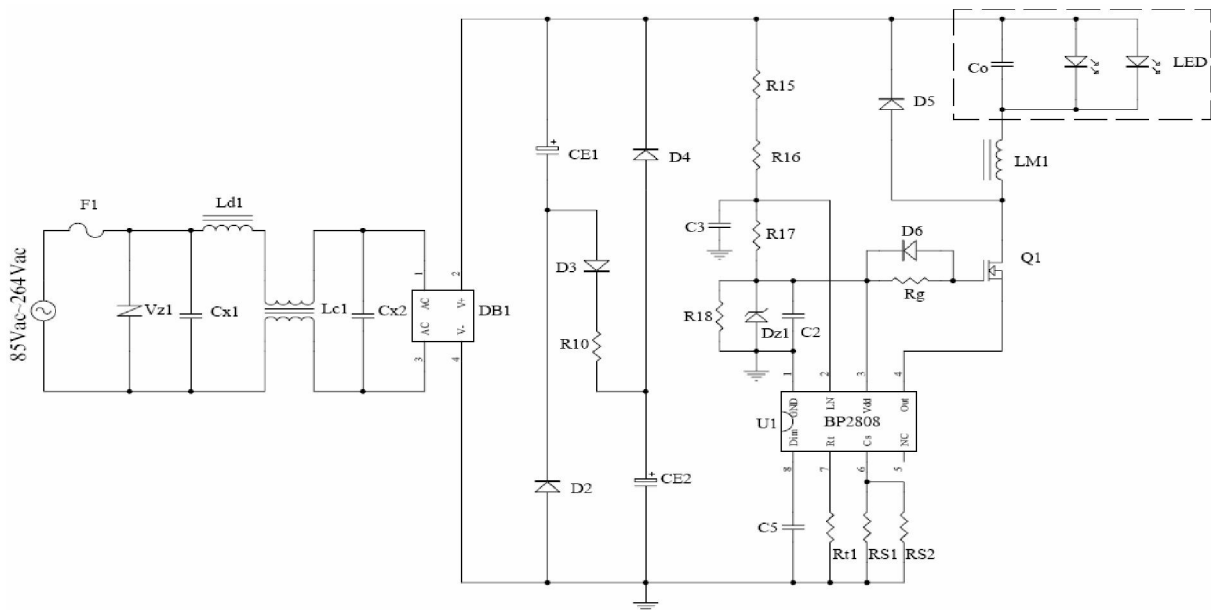 Co
LED
R15
D5
CE1
D4
R16
LM1
F1
Ld1
C3
R17
D6
Q1
D3
Rg
85Vac~264Vac
Vz1
Cx1
Lc1
Cx2
1
2
AC
V+
AC
V-
DB1
3
4
R18
Dz1
C2
R10
1
2
3
4
GND
LN
Vdd
Out
U1
BP2808
Dim
Rt
Cs
NC
8
7
6
5
D2
+
CE2
C5
Rt1
RS1
RS2
+